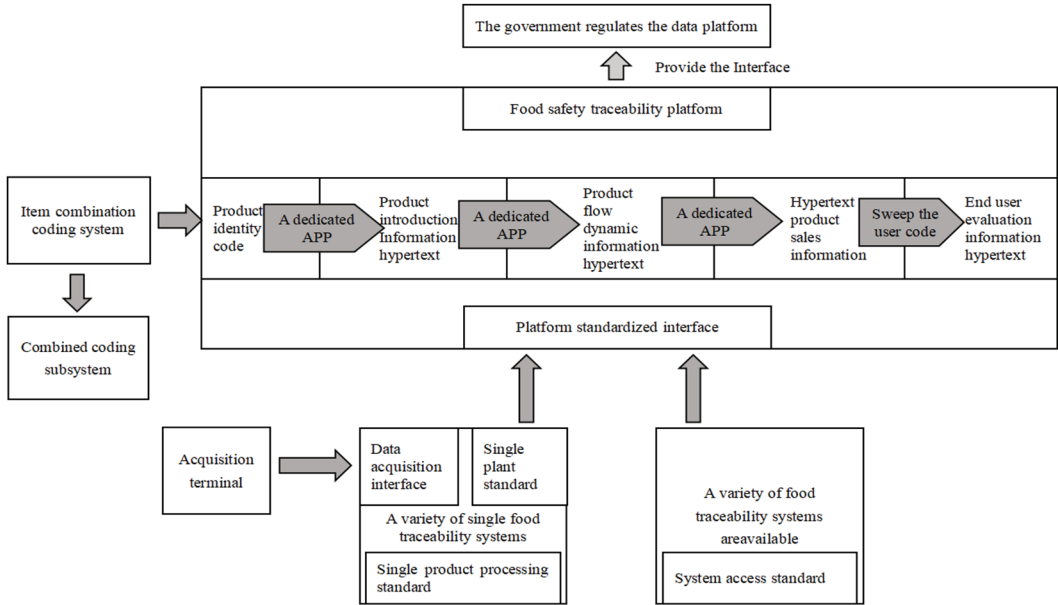 The government regulates the data platform
Provide the Interface
Food safety traceability platform
Item combination
coding system
Product
identity
code
A dedicated
APP
Product
introduction
information
hypertext
A dedicated
APP
Product
flow
dynamic
information
hypertext
A dedicated
APP
Hypertext
product
sales
information
Sweep the
user code
End user
evaluation
information
hypertext
Platform standardized interface
Combined coding
subsystem
Acquisition
terminal
Data
acquisition
interface
Single
plant
standard
A variety of single food
traceability systems
Single product processing
standard
A variety of food
traceability systems
areavailable
System access standard